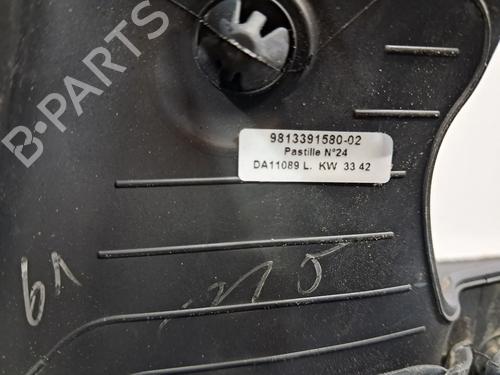 B-PARTS
9813391580-02
Pastille N°24
DA11089 L. KW 33 42